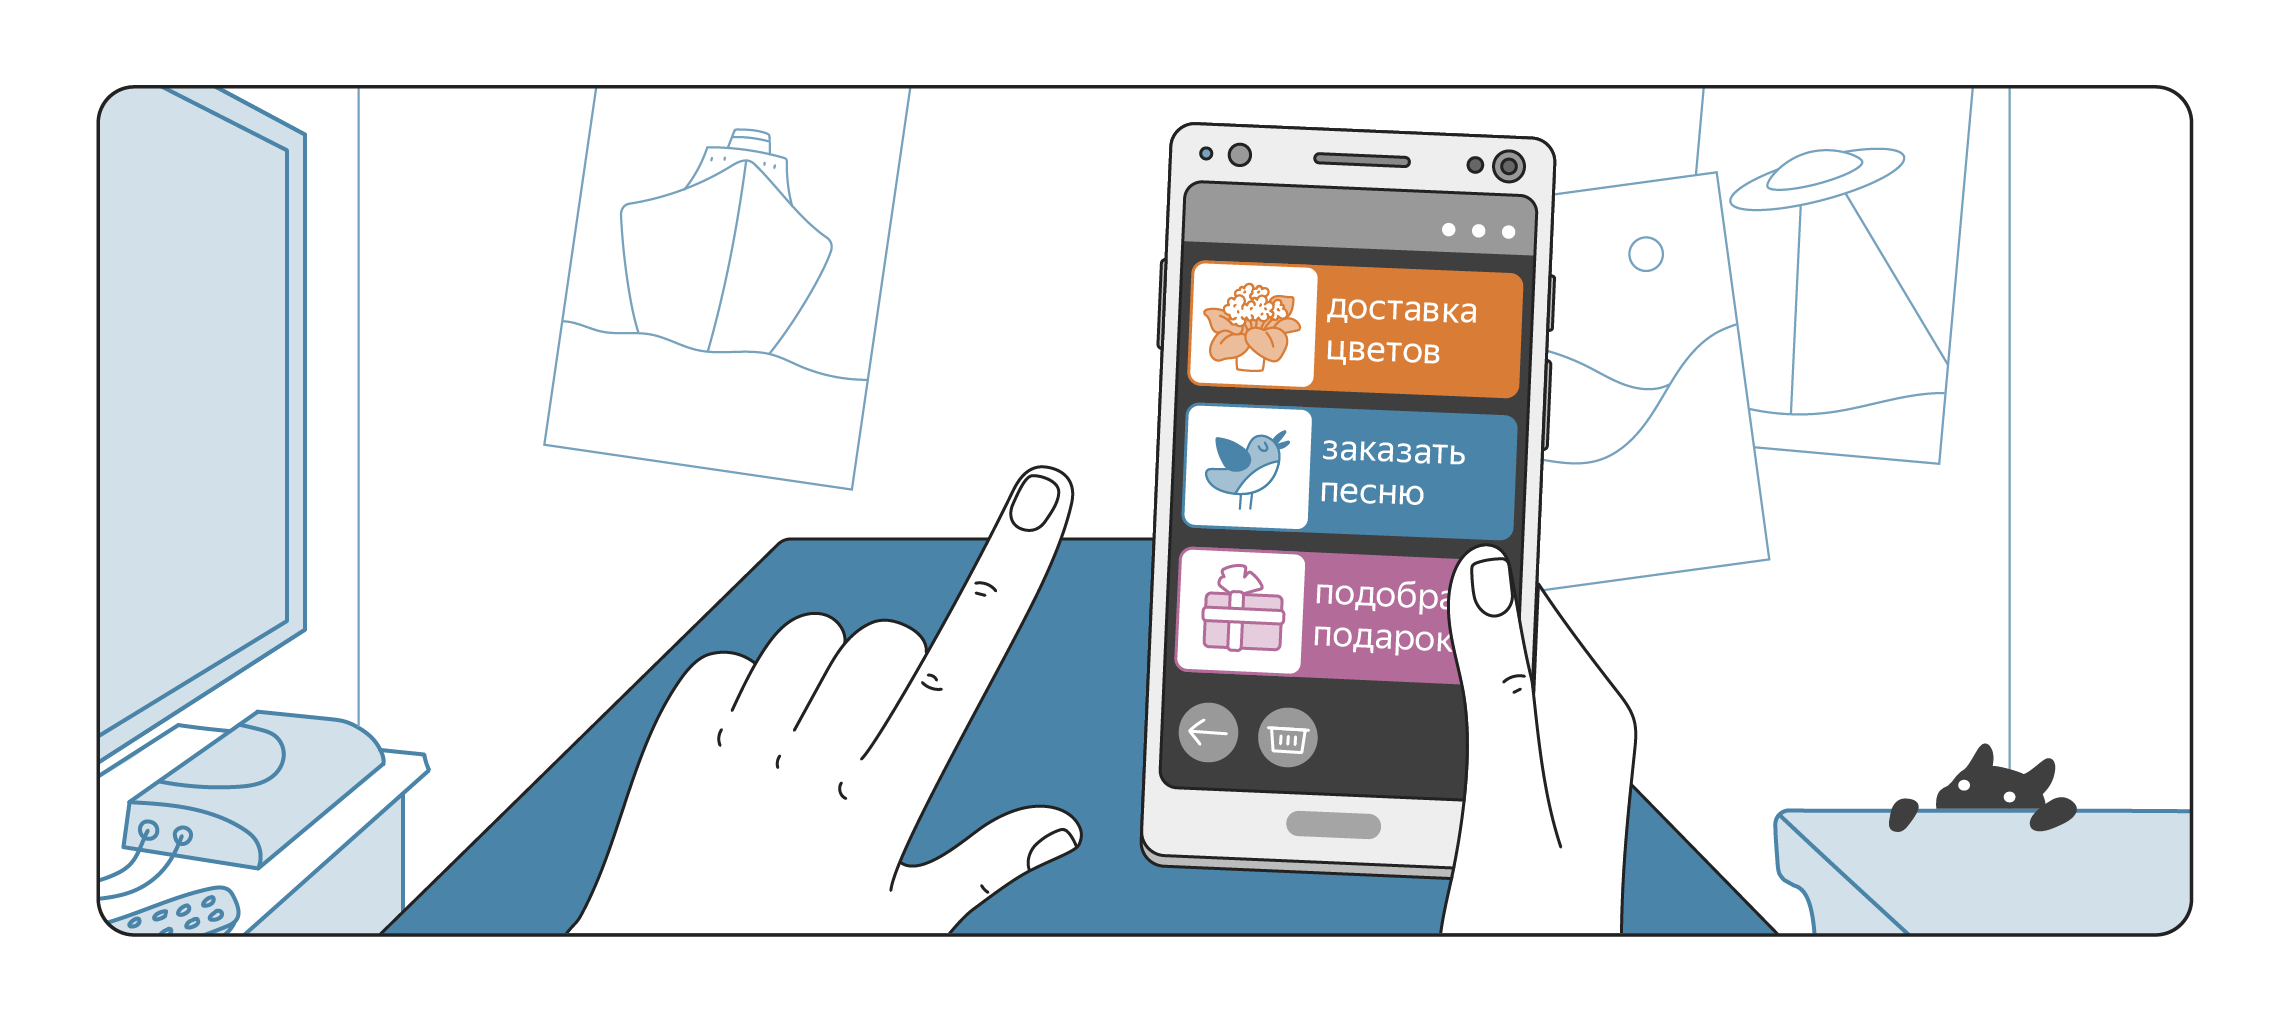 доставка
цветов
заказать
песню
подобра
подарок